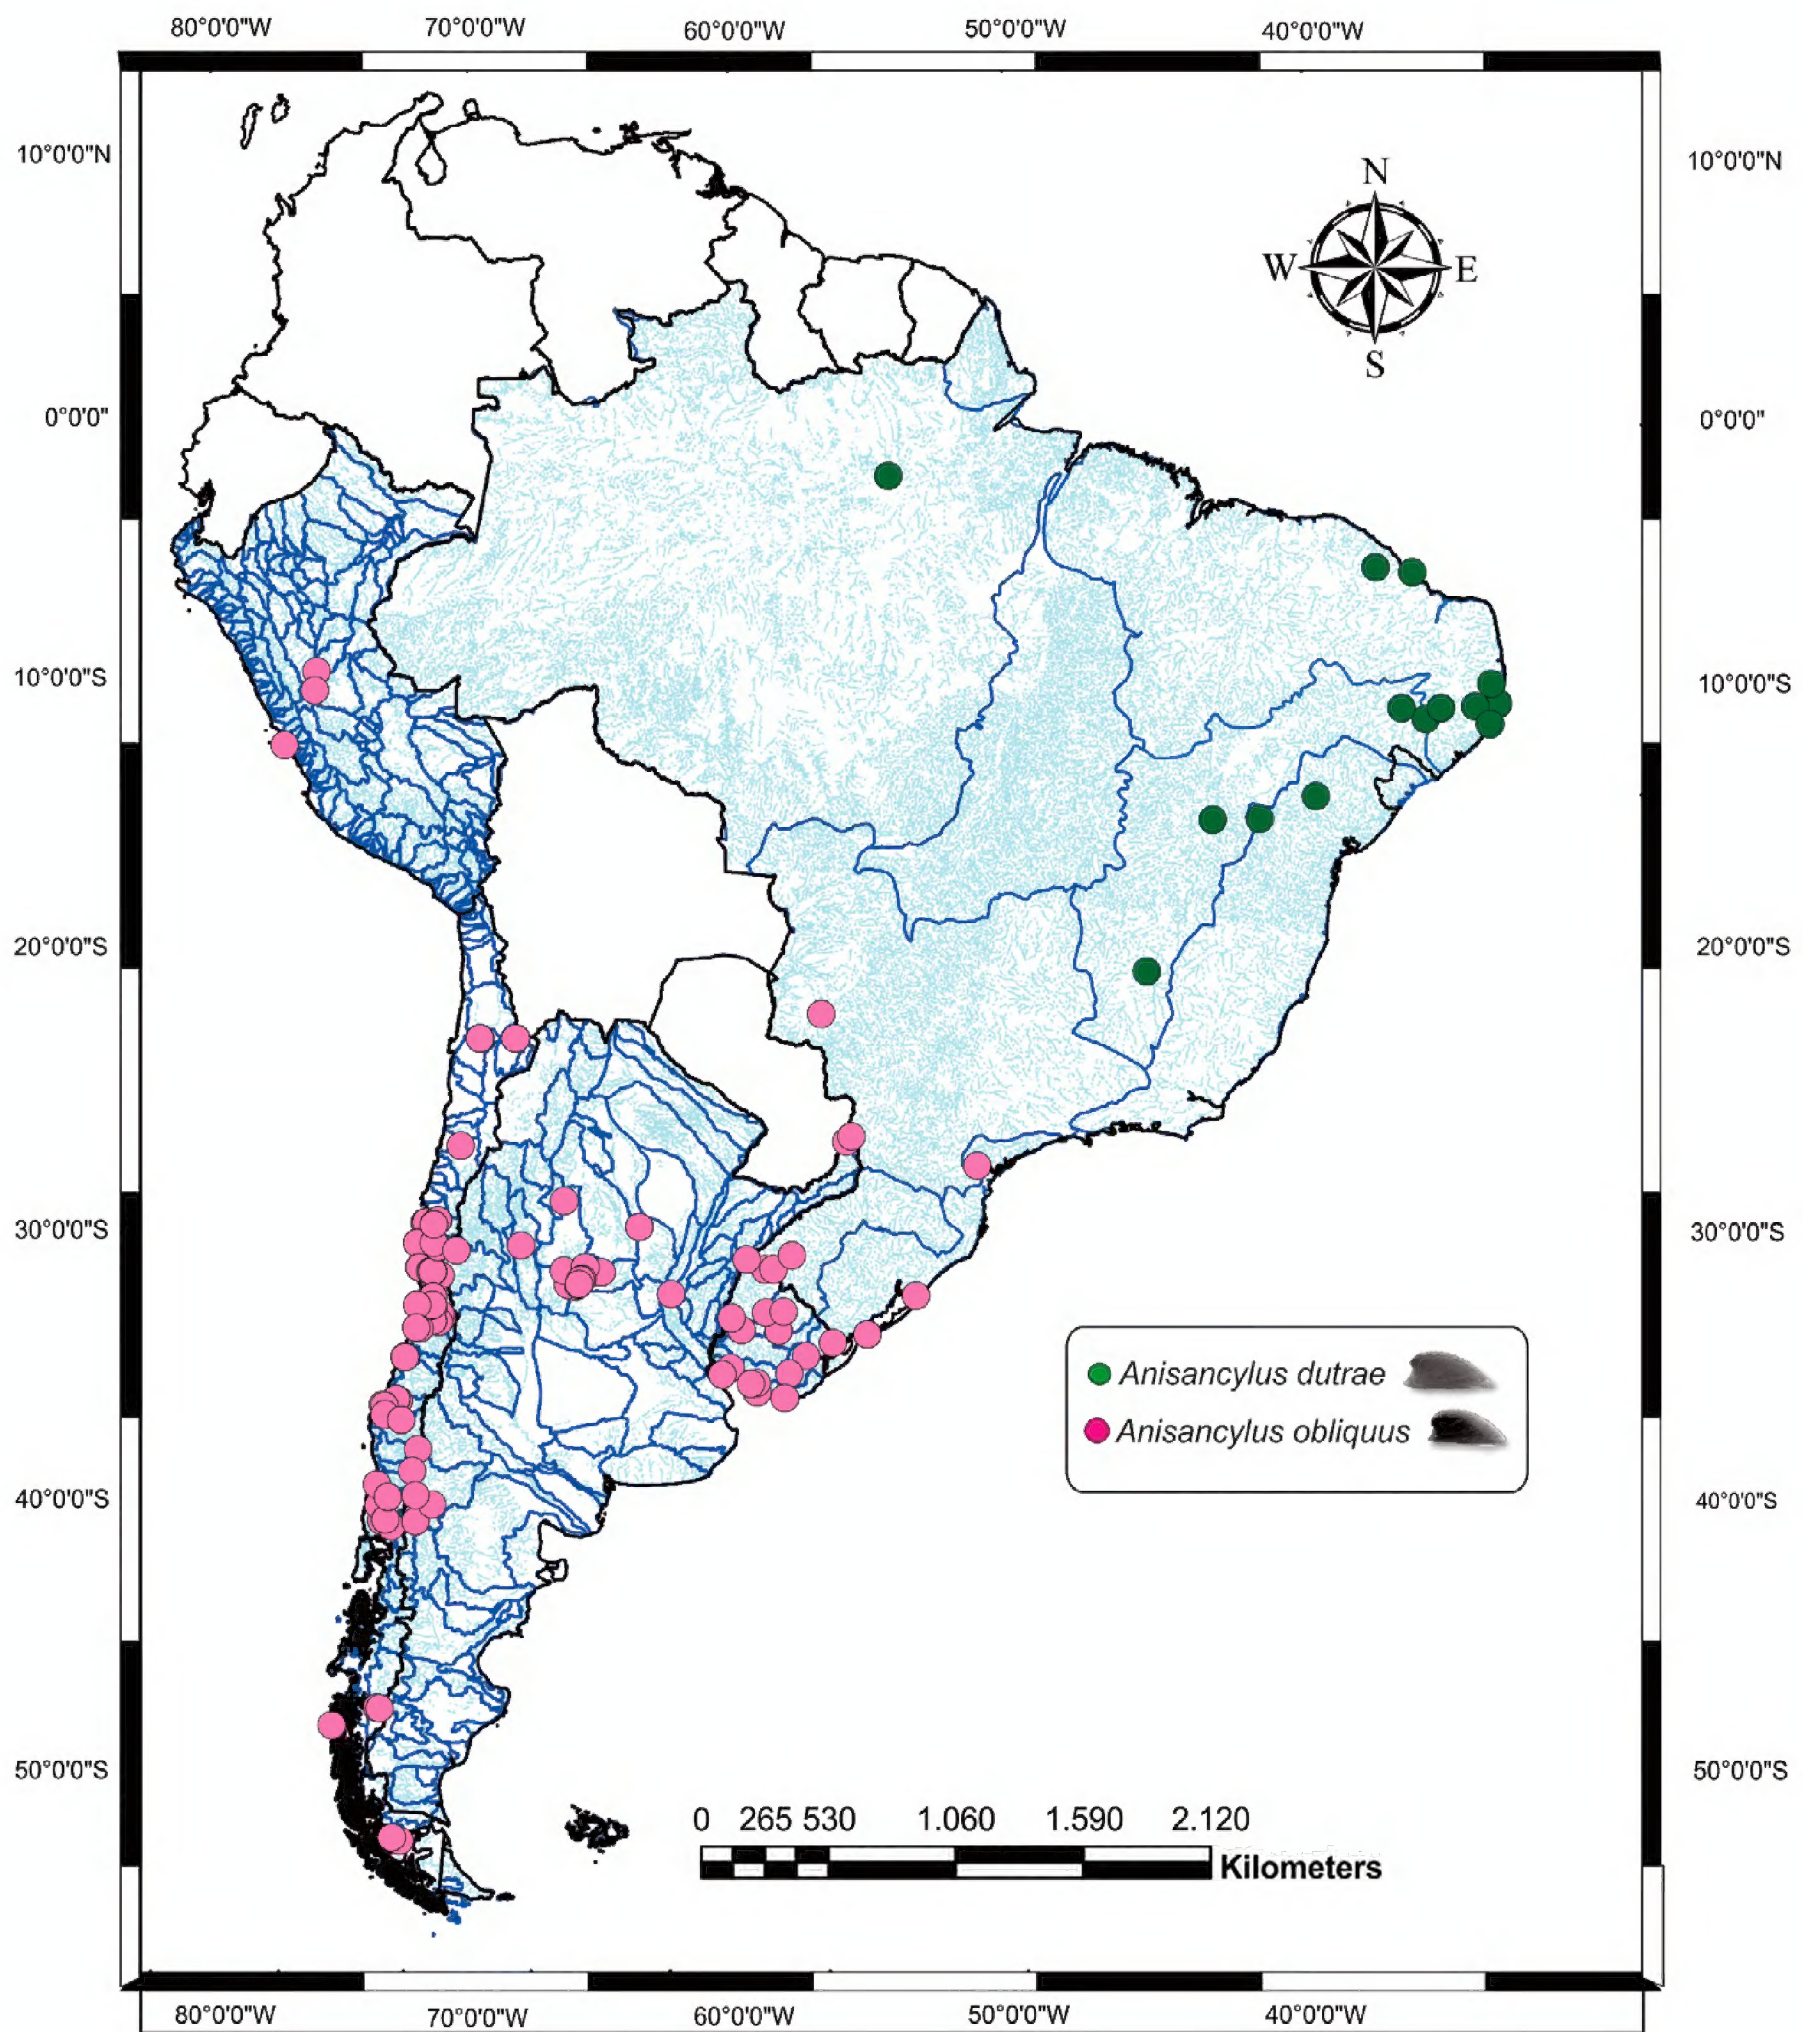 80°0'0"W 70°0'0"W 60°0'0"W 50°0'0"W 40°0'0"W
10°0'0"N 10°0'0"N
N
W E
S
0°0'0" 0°0'0"
10°0'0"S 10°0'0"S
20°0'0"S 20°0'0"S
30°0'0"S 30°0'0"S
Anisancylus dutrae
Anisancylus obliquus
40°0'0"S 40°0'0"S
50°0'0"S 50°0'0"S
0 265 530 1.060 1.590 2.120
Kilometers
80°0'0"W 70°0'0"W 60°0'0"W 50°0'0"W 40°0'0"W